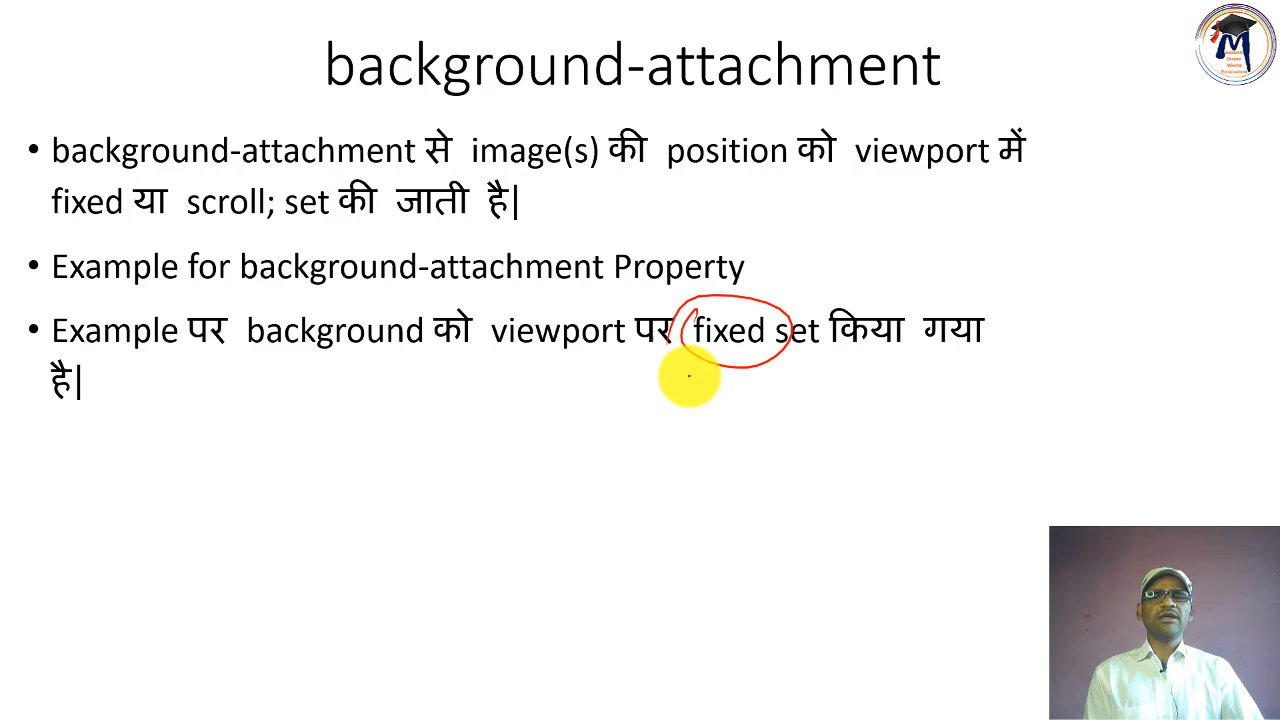 background-attachment
• background-attachment से image(s) की position को viewport में
fixed या scroll; set की जाती है|
• Example for background-attachment Property
• Example पर background को viewport पर fixed set किया गया
है|